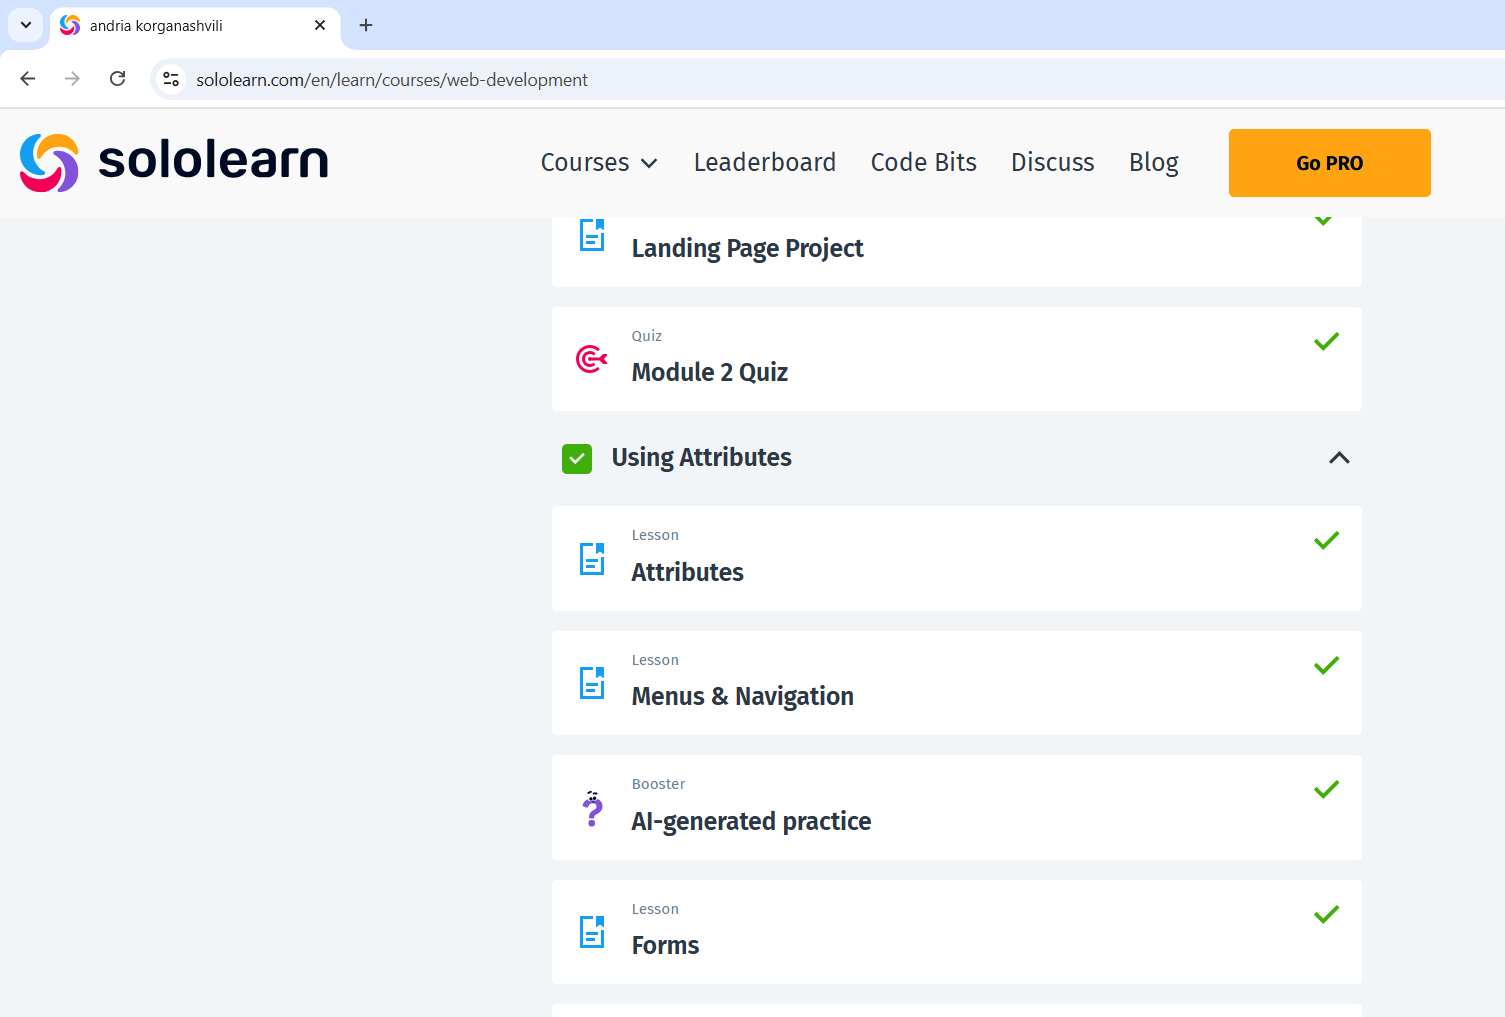 andria korganashvili
sololearn.com/en/learn/courses/web-development
sololearn
Courses
Leaderboard
Code Bits
Discuss
Blog
Go PRO
Landing Page Project
Quiz
Module 2 Quiz
Using Attributes
Lesson
Attributes
Lesson
Menus & Navigation
Booster
AI-generated practice
Lesson
Forms